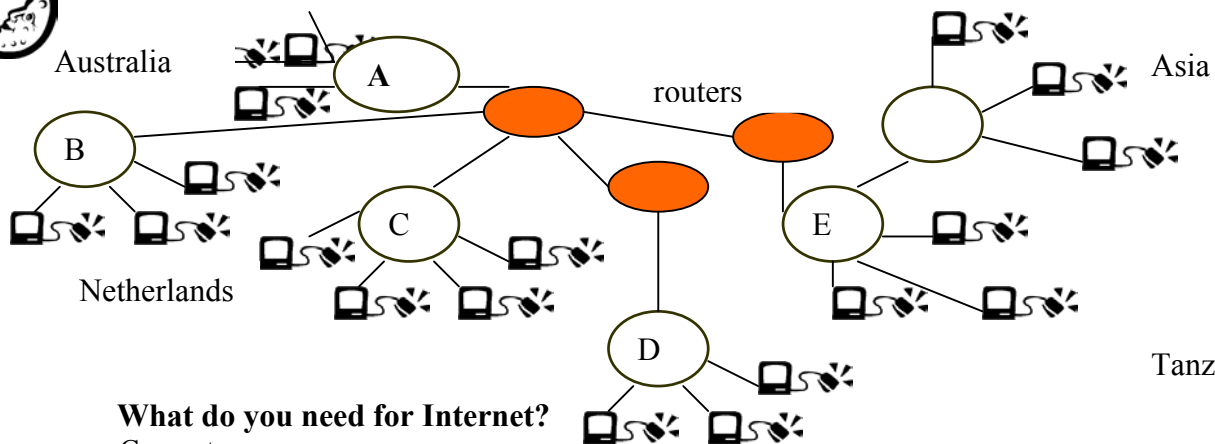 Australia
A
routers
Asia
B
C
E
Netherlands
D
Tanz
What do you need for Internet?